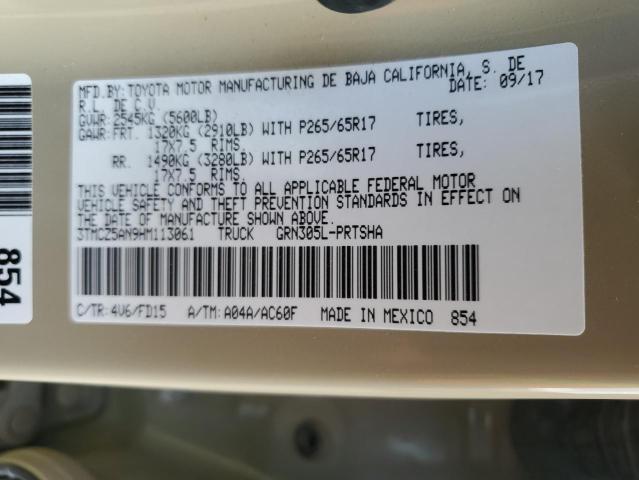 MFD.BY:TOYOTA MOTOR MANUFACTURING DE BAJA CALIFORNIA, S. DE
R.L. DE C.V. DATE: 09/17
GVWR:2545KG (5600LB)
GAWR:FRT. 1320KG (2910LB) WITH P265/65R17 TIRES,
17X7.5 RIMS,
RR. 1490KG (3280LB) WITH P265/65R17 TIRES,
17X7.5 RIMS,
THIS VEHICLE CONFORMS TO ALL APPLICABLE FEDERAL MOTOR
VEHICLE SAFETY AND THEFT PREVENTION STANDARDS IN EFFECT ON
THE DATE OF MANUFACTURE SHOWN ABOVE.
3TMCZ5AN9HM113061 TRUCK GRN305L-PRTSHA
C/TR:4V6/FD15 A/TM:A04A/AC60F MADE IN MEXICO 854
854